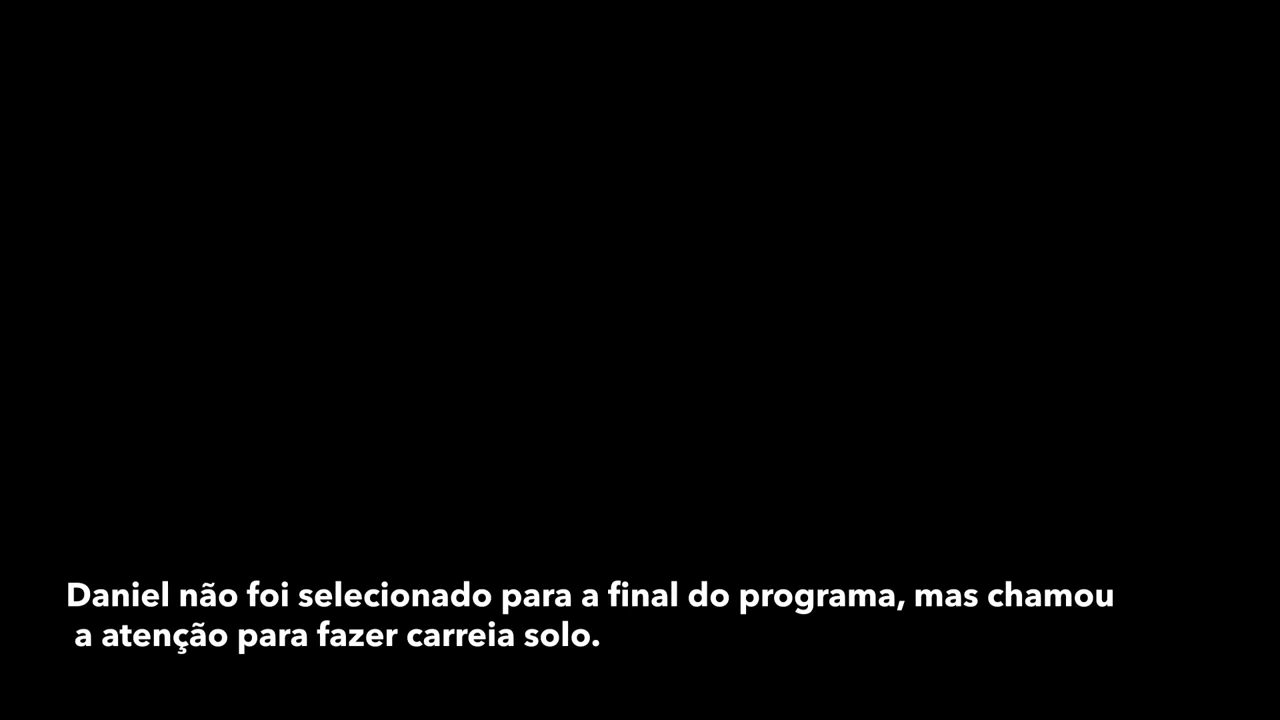 Daniel não foi selecionado para a final do programa, mas chamou
a atenção para fazer carreia solo.